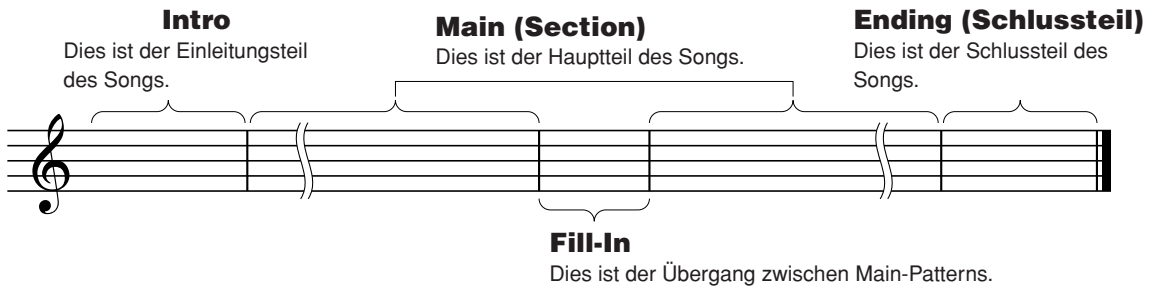 Intro
Dies ist der Einleitungsteil
des Songs.
Main (Section)
Dies ist der Hauptteil des Songs.
Ending (Schlussteil)
Dies ist der Schlussteil des
Songs.
Fill-In
Dies ist der Übergang zwischen Main-Patterns.